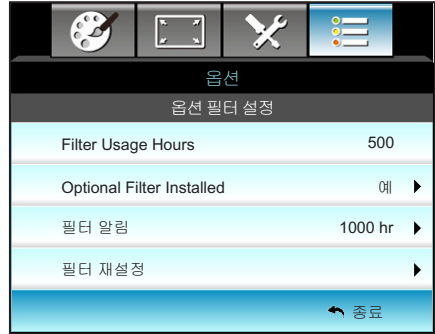 옵션
옵션 필터 설정
Filter Usage Hours 500
Optional Filter Installed 예
필터 알림 1000 hr
필터 재설정
종료